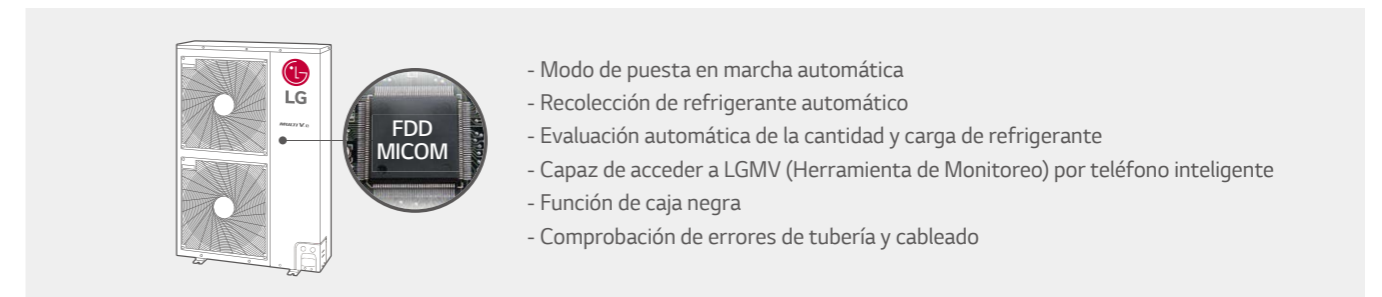 LG
FDD
MICOM
- Modo de puesta en marcha automática
- Recolección de refrigerante automático
- Evaluación automática de la cantidad y carga de refrigerante
- Capaz de acceder a LGMV (Herramienta de Monitoreo) por teléfono inteligente
- Función de caja negra
- Comprobación de errores de tubería y cableado